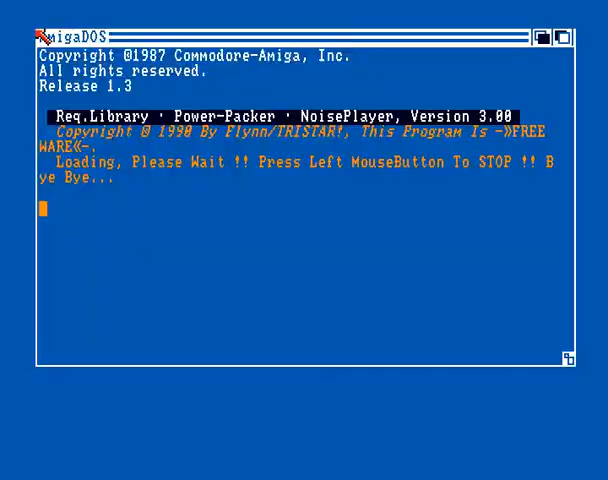 AmigaDOS
Copyright ©1987 Commodore-Amiga, Inc.
All rights reserved.
Release 1.3
Req.Library · Power-Packer · NoisePlayer, Version 3.00
Copyright © 1990 By Flynn/TRISTAR!, This Program Is -»FREE
WARE«-.
Loading, Please Wait !! Press Left MouseButton To STOP !! B
ye Bye...